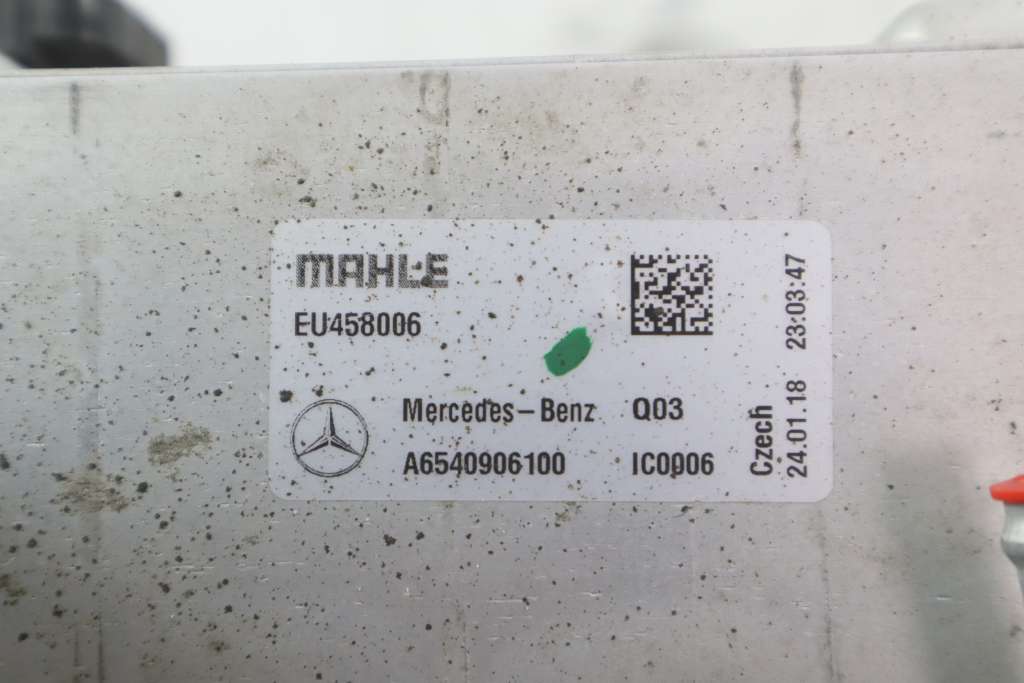 MAHLE
EU458006
Mercedes-Benz Q03
A6540906100 IC0006
Czech
24.01.18 23:03:47